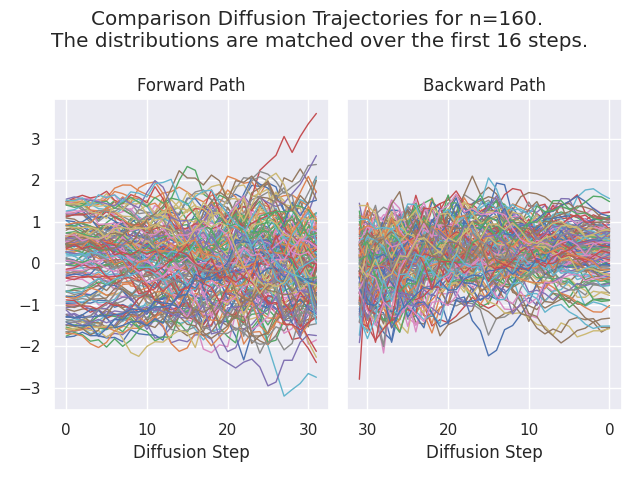 Comparison Diffusion Trajectories for n=160.
The distributions are matched over the first 16 steps.
Forward Path
Backward Path
3
2
1
0
−1
−2
−3
0 10 20 30
30 20 10 0
Diffusion Step
Diffusion Step